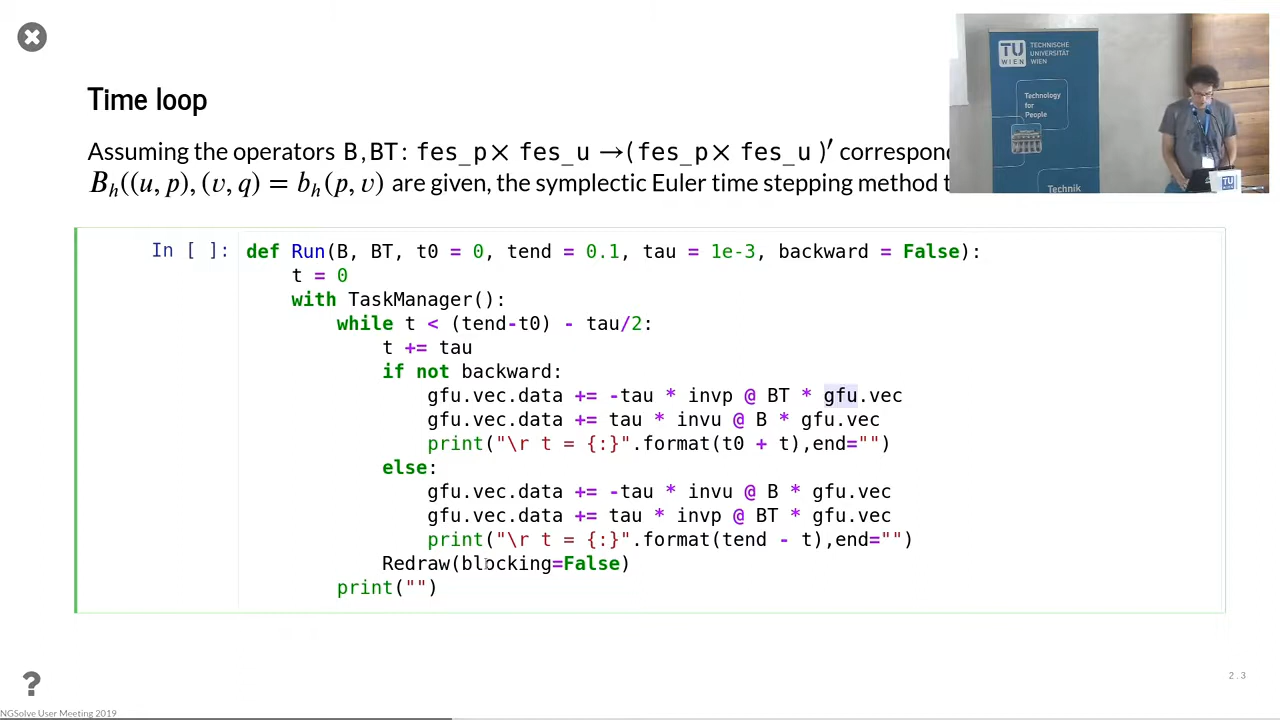 Time loop
Assuming the operators B,BT: fes_p× fes_u →(fes_p× fes_u )′
Bₕ((u, p), (v, q) = bₕ(p, v) are given, the symplectic Euler time stepping method
In [ ]: def Run(B, BT, t0 = 0, tend = 0.1, tau = 1e-3, backward = False):
t = 0
with TaskManager():
while t < (tend-t0) - tau/2:
t += tau
if not backward:
gfu.vec.data += -tau * invp @ BT * gfu.vec
gfu.vec.data += tau * invu @ B * gfu.vec
print("\r t = {:}".format(t0 + t),end="")
else:
gfu.vec.data += -tau * invu @ B * gfu.vec
gfu.vec.data += tau * invp @ BT * gfu.vec
print("\r t = {:}".format(tend - t),end="")
Redraw(blocking=False)
print("")
TU WIEN
TECHNISCHE
UNIVERSITÄT
WIEN
Technology
for
People
Technik
TU
?
2.3
NGSolve User Meeting 2019